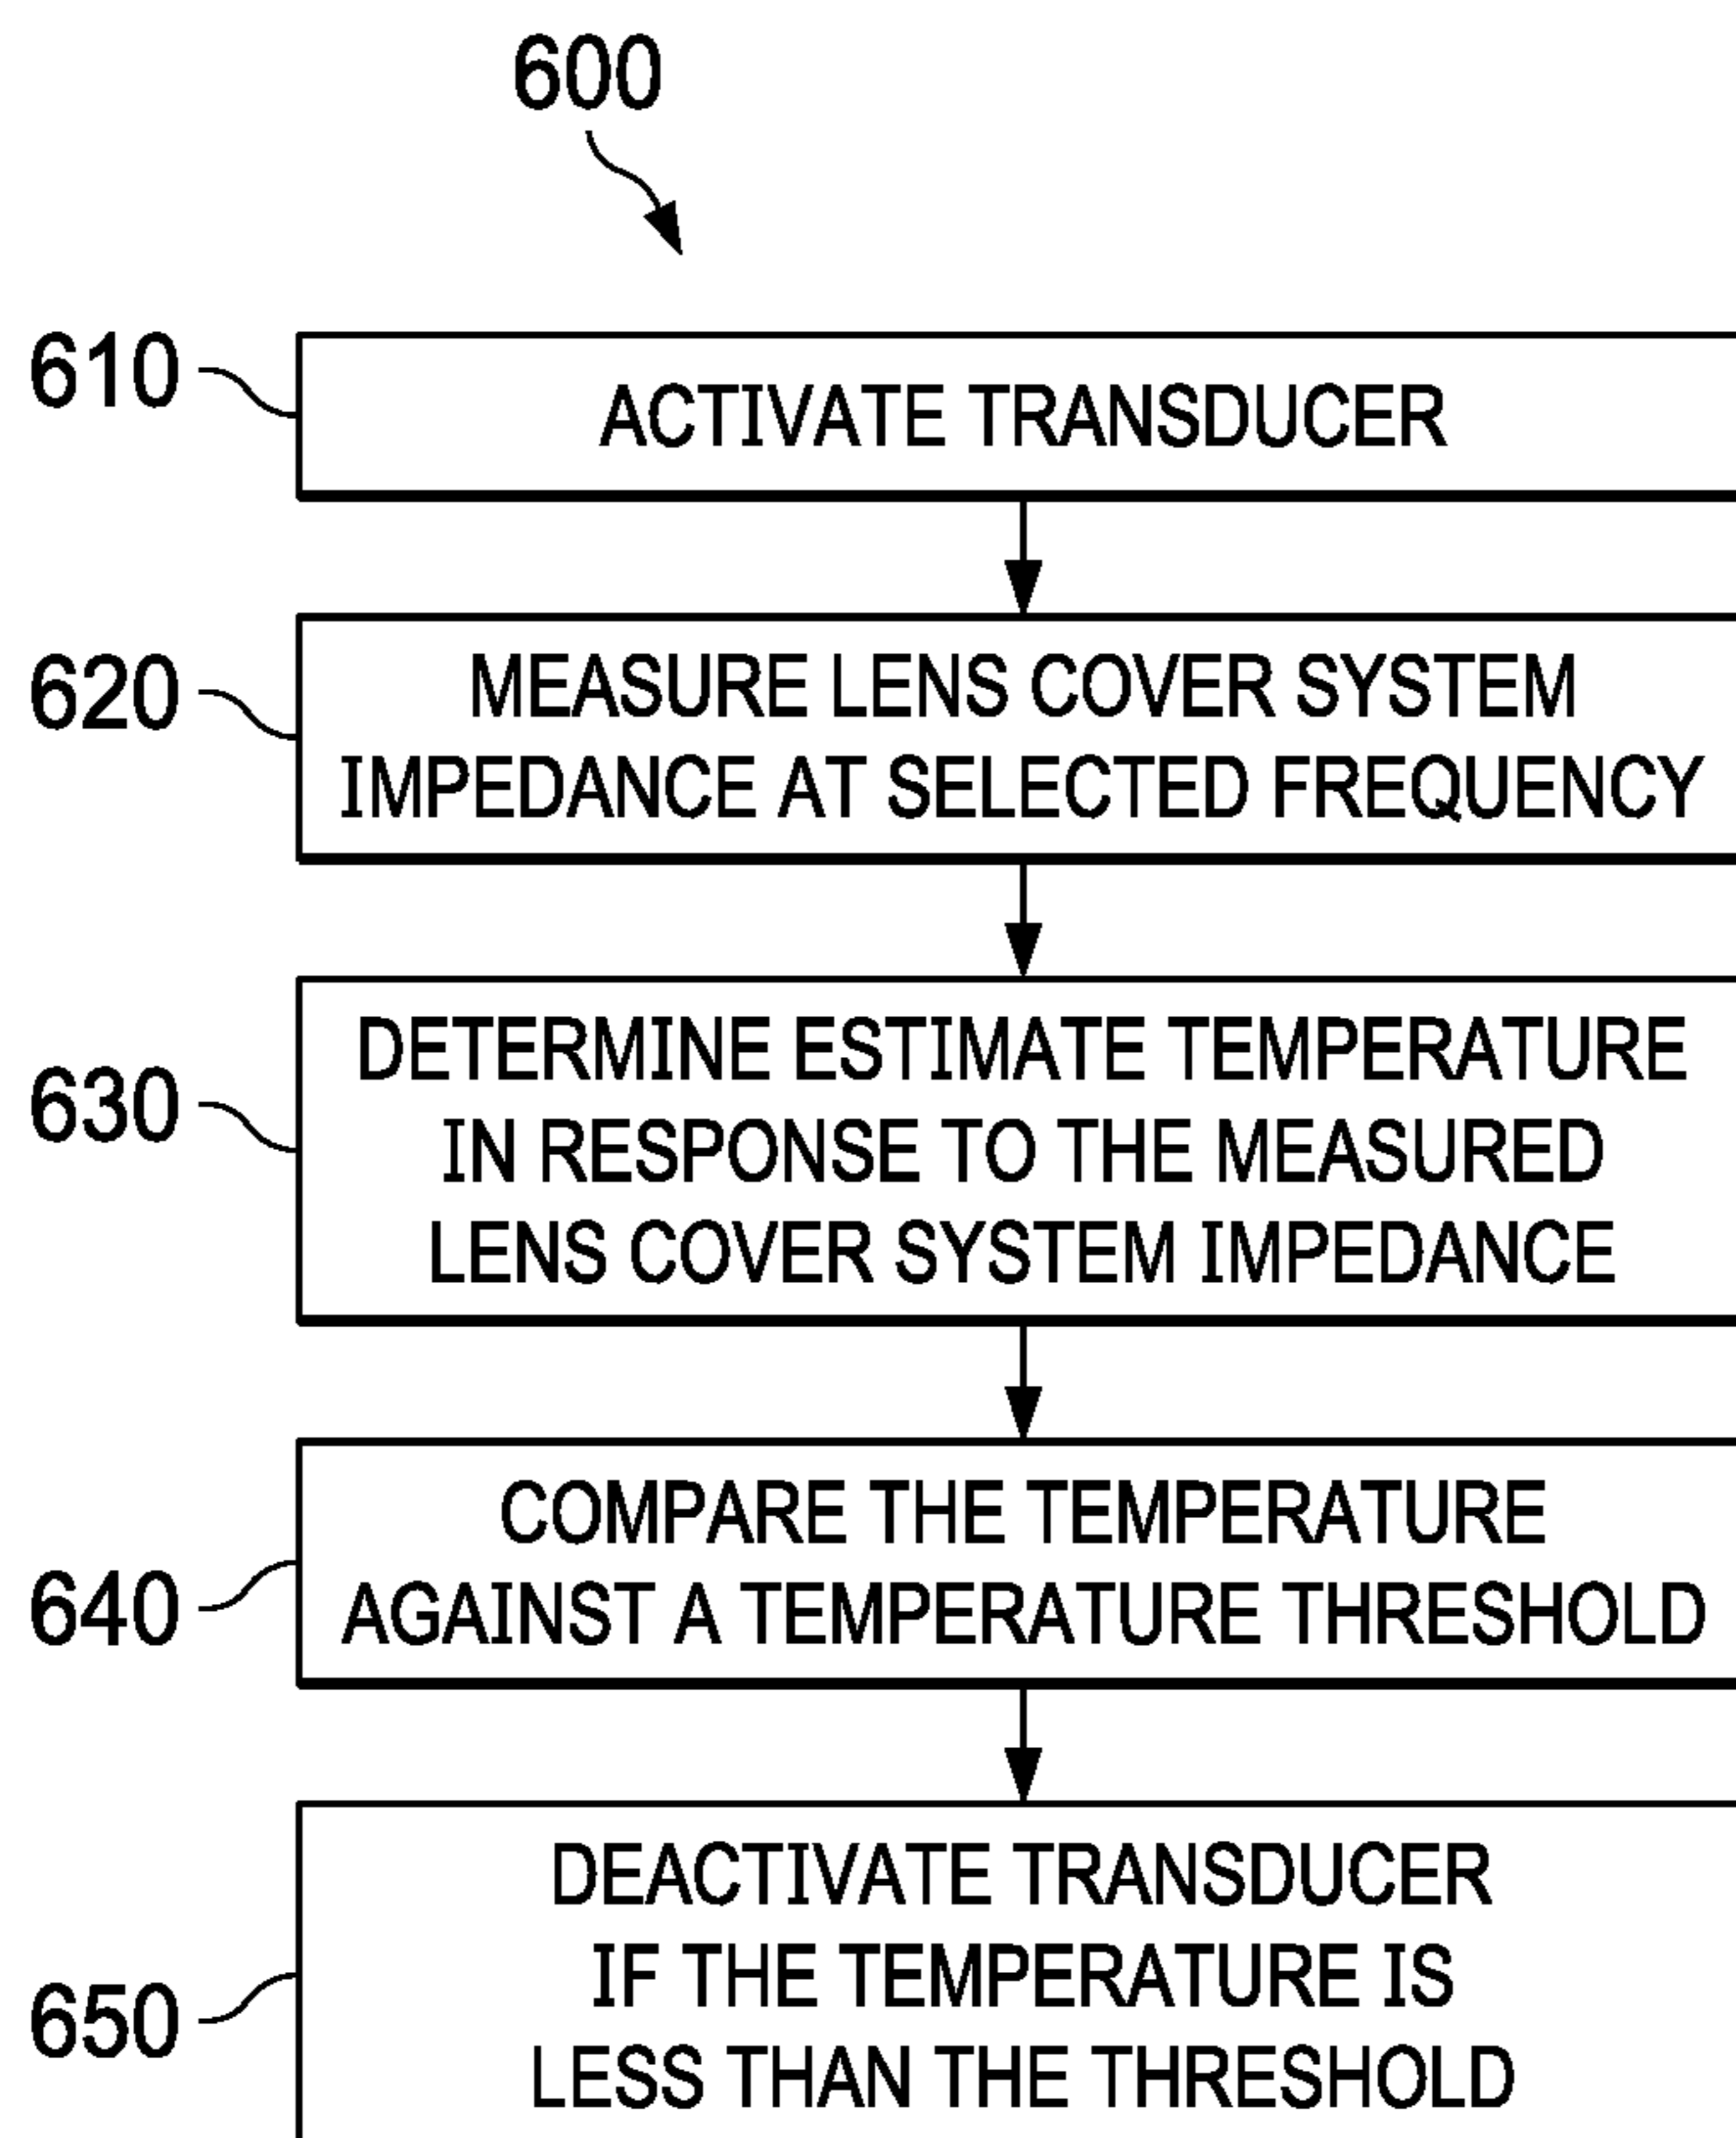 600
610
ACTIVATE TRANSDUCER
620
MEASURE LENS COVER SYSTEM
IMPEDANCE AT SELECTED FREQUENCY
630
DETERMINE ESTIMATE TEMPERATURE
IN RESPONSE TO THE MEASURED
LENS COVER SYSTEM IMPEDANCE
640
COMPARE THE TEMPERATURE
AGAINST A TEMPERATURE THRESHOLD
650
DEACTIVATE TRANSDUCER
IF THE TEMPERATURE IS
LESS THAN THE THRESHOLD